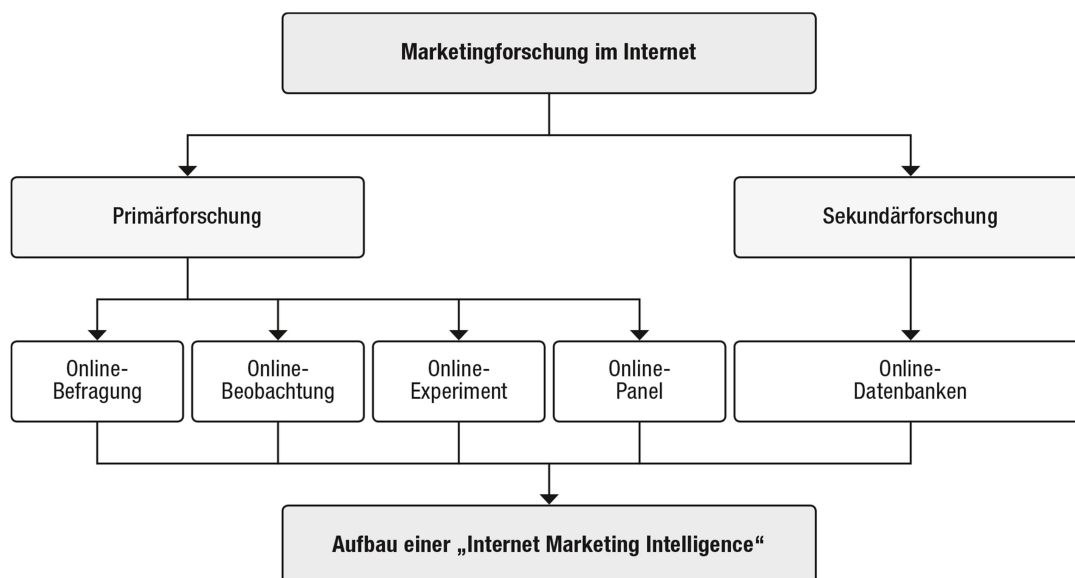 Marketingforschung im Internet
Primärforschung
Sekundärforschung
Online-
Befragung
Online-
Beobachtung
Online-
Experiment
Online-
Panel
Online-
Datenbanken
Aufbau einer „Internet Marketing Intelligence“